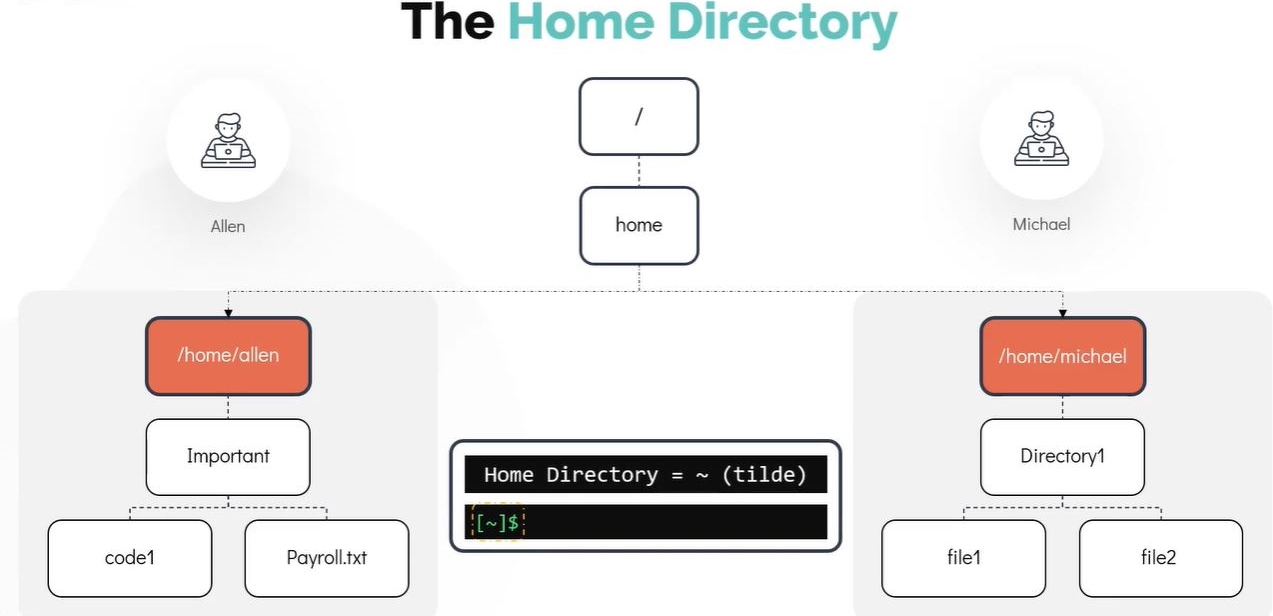 The Home Directory
/
home
Allen
Michael
/home/allen
/home/michael
Important
Directory1
Home Directory = ~ (tilde)
[~]$
code1
Payroll.txt
file1
file2